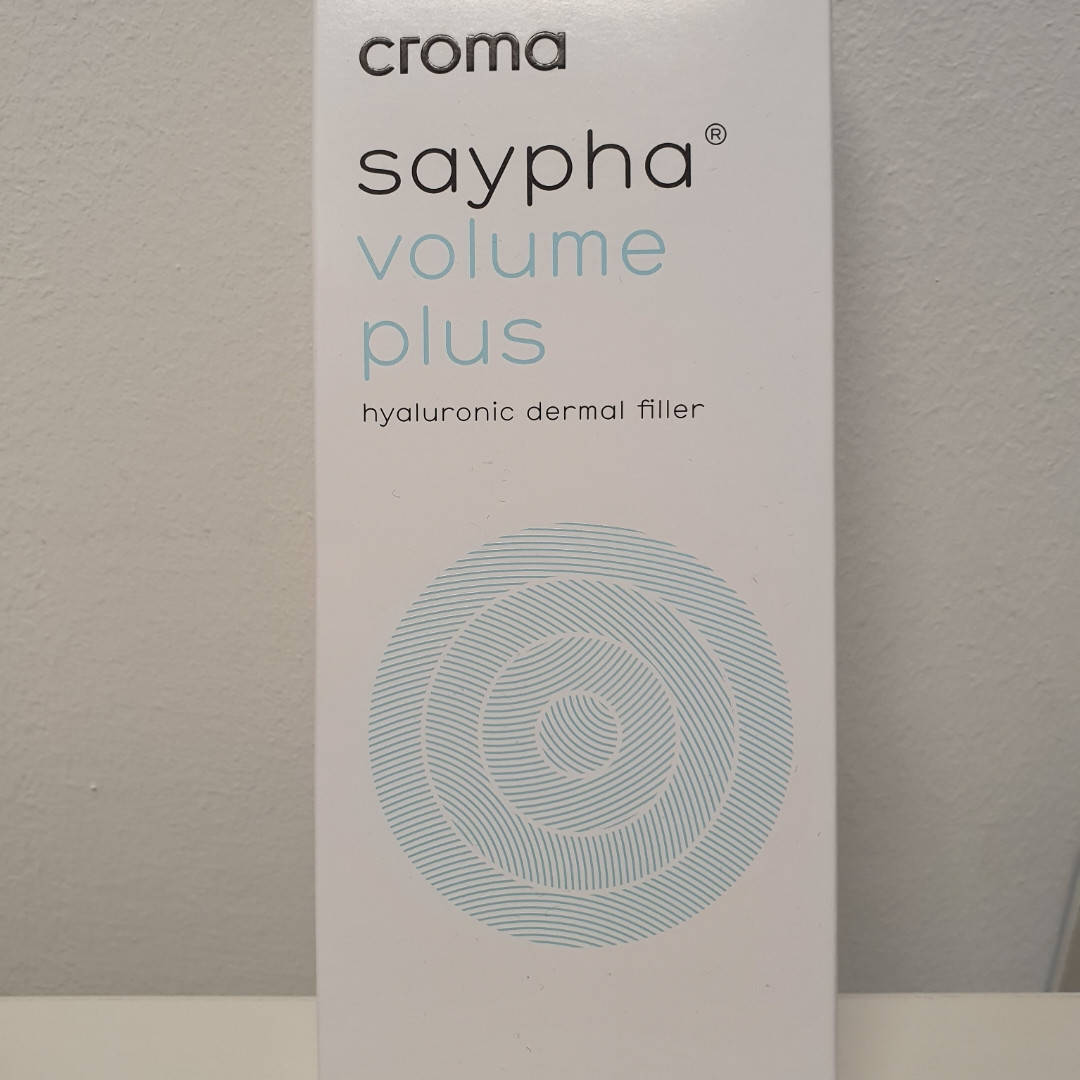 croma
saypha®
volume
plus
hyaluronic dermal filler